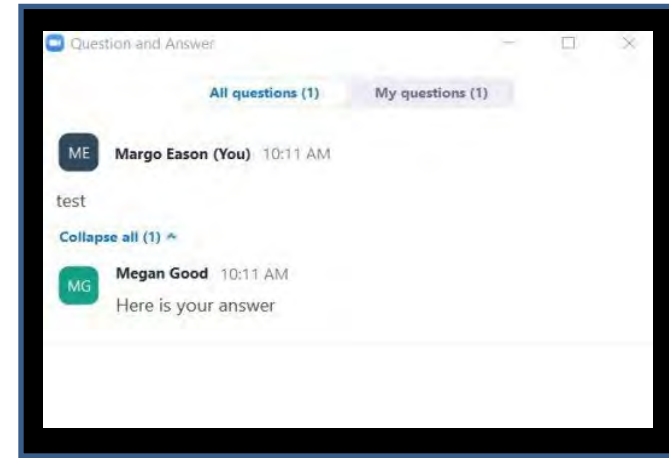 Question and Answer
All questions (1) My questions (1)
ME Margo Eason (You) 10:11 AM
test
Collapse all (1)
MG Megan Good 10:11 AM
Here is your answer